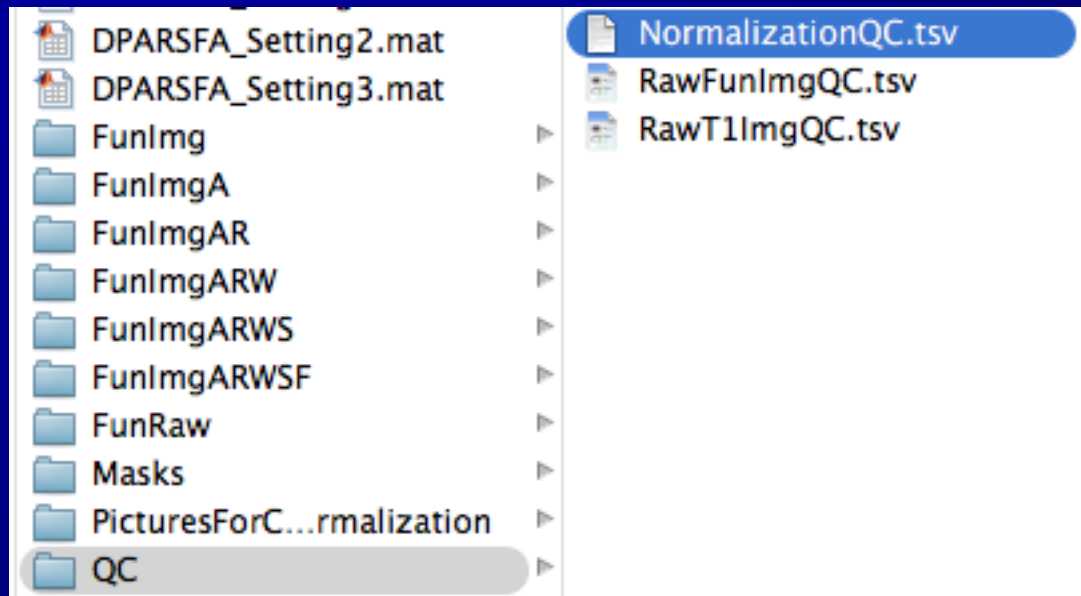 DPARSFA_Setting2.mat
DPARSFA_Setting3.mat
FunImg
FunImgA
FunImgAR
FunImgARW
FunImgARWS
FunImgARWSF
FunRaw
Masks
PicturesForC...rmalization
QC
NormalizationQC.tsv
RawFunImgQC.tsv
RawT1ImgQC.tsv